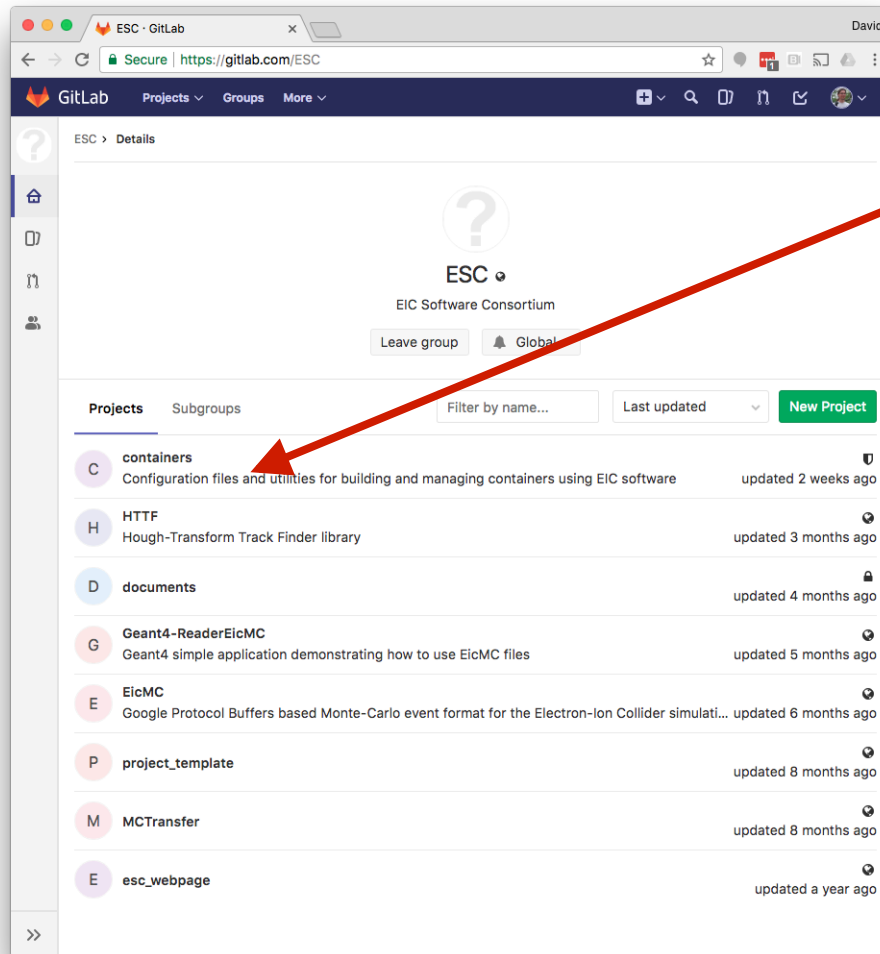 ESC · GitLab
David
Secure | https://gitlab.com/ESC
1
GitLab Projects Groups More
ESC > Details
ESC
EIC Software Consortium
Leave group Global
Projects Subgroups Filter by name... Last updated New Project
C containers
Configuration files and utilities for building and managing containers using EIC software updated 2 weeks ago
H HTTF
Hough-Transform Track Finder library updated 3 months ago
D documents
updated 4 months ago
G Geant4-ReaderEicMC
Geant4 simple application demonstrating how to use EicMC files updated 5 months ago
E EicMC
Google Protocol Buffers based Monte-Carlo event format for the Electron-Ion Collider simulati... updated 6 months ago
P project_template
updated 8 months ago
M MCTransfer
updated 8 months ago
E esc_webpage
updated a year ago